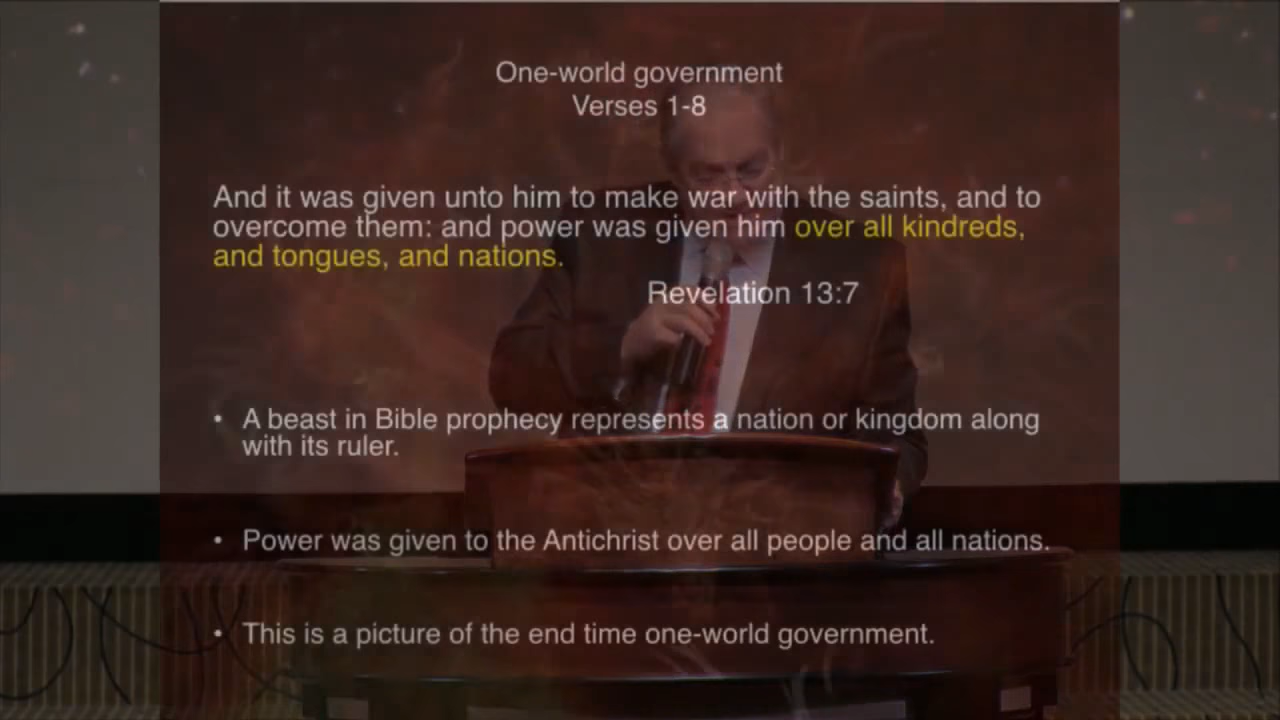 One-world government
Verses 1-8
And it was given unto him to make war with the saints, and to
overcome them: and power was given him over all kindreds,
and tongues, and nations.
Revelation 13:7
• A beast in Bible prophecy represents a nation or kingdom along
with its ruler.
• Power was given to the Antichrist over all people and all nations.
• This is a picture of the end time one-world government.